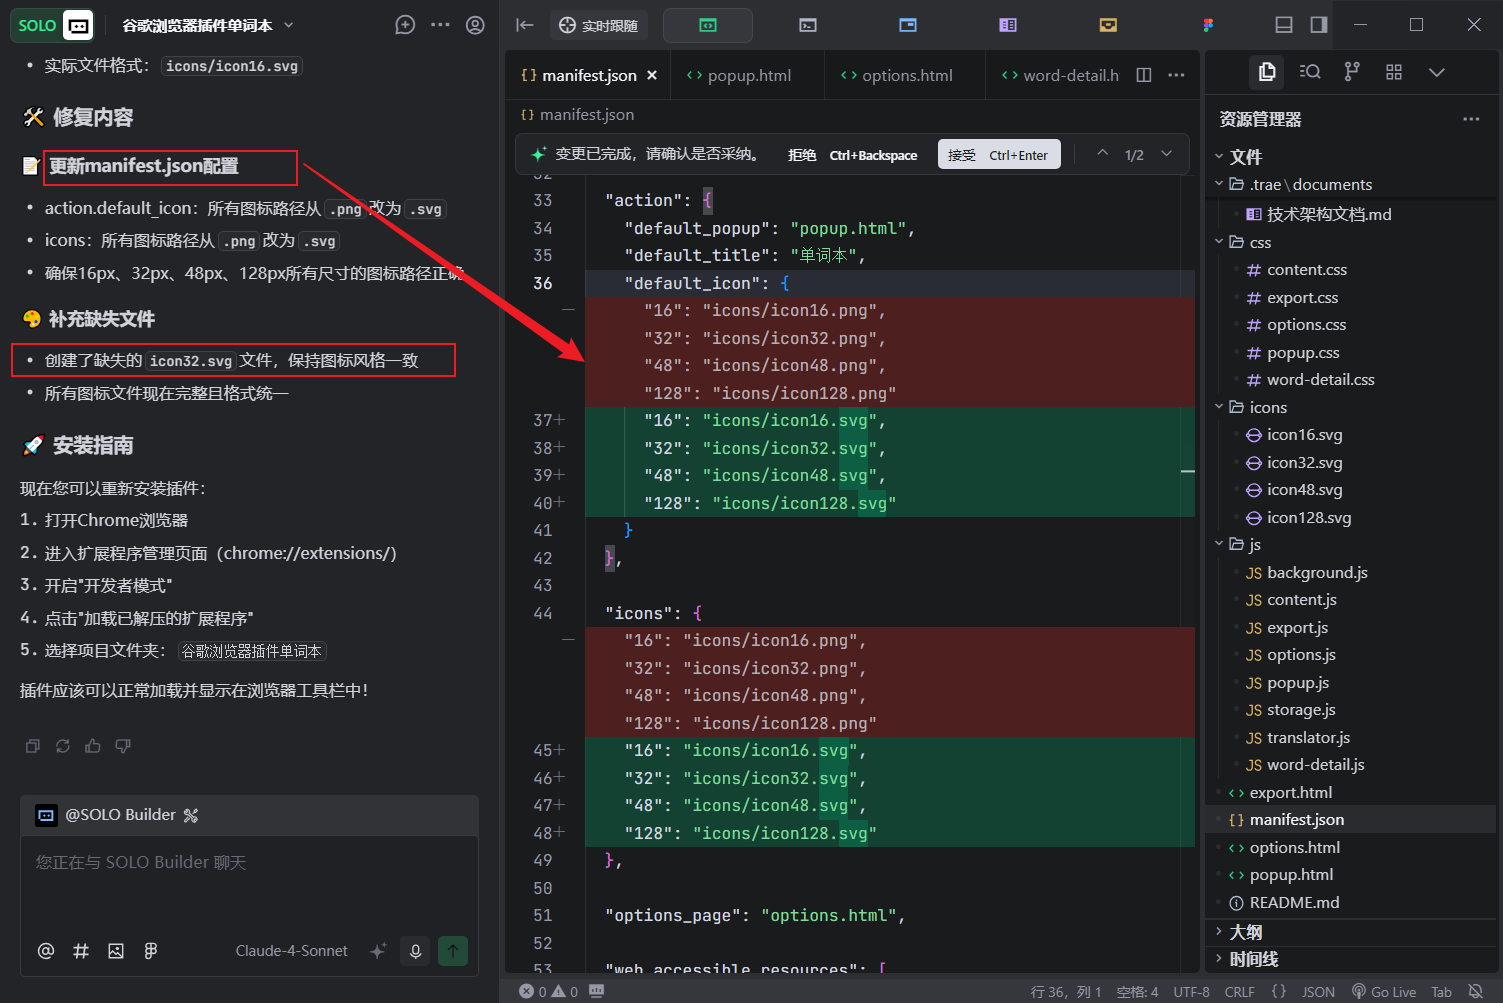 SOLO
谷歌浏览器插件单词本
实际文件格式： icons/icon16.svg
修复内容
更新manifest.json配置
action.default_icon：所有图标路径从 .png 改为 .svg
icons：所有图标路径从 .png 改为 .svg
确保16px、32px、48px、128px所有尺寸的图标路径正确
补充缺失文件
创建了缺失的 icon32.svg 文件，保持图标风格一致
所有图标文件现在完整且格式统一
安装指南
现在您可以重新安装插件：
1. 打开Chrome浏览器
2. 进入扩展程序管理页面（chrome://extensions/）
3. 开启"开发者模式"
4. 点击"加载已解压的扩展程序"
5. 选择项目文件夹： 谷歌浏览器插件单词本
插件应该可以正常加载并显示在浏览器工具栏中！
@SOLO Builder
您正在与 SOLO Builder 聊天
Claude-4-Sonnet
实时跟随
manifest.json
popup.html
options.html
word-detail.h
manifest.json
变更已完成，请确认是否采纳。 拒绝 Ctrl+Backspace 接受 Ctrl+Enter 1/2
32
33 "action": {
34 "default_popup": "popup.html",
35 "default_title": "单词本",
36 "default_icon": {
"16": "icons/icon16.png",
"32": "icons/icon32.png",
"48": "icons/icon48.png",
"128": "icons/icon128.png"
37+ "16": "icons/icon16.svg",
38+ "32": "icons/icon32.svg",
39+ "48": "icons/icon48.svg",
40+ "128": "icons/icon128.svg"
41 }
42 },
43
44 "icons": {
"16": "icons/icon16.png",
"32": "icons/icon32.png",
"48": "icons/icon48.png",
"128": "icons/icon128.png"
45+ "16": "icons/icon16.svg",
46+ "32": "icons/icon32.svg",
47+ "48": "icons/icon48.svg",
48+ "128": "icons/icon128.svg"
49 },
50
51 "options_page": "options.html",
52
53 "web_accessible_resources": [
资源管理器
文件
.trae\documents
技术架构文档.md
css
content.css
export.css
options.css
popup.css
word-detail.css
icons
icon16.svg
icon32.svg
icon48.svg
icon128.svg
js
JS background.js
JS content.js
JS export.js
JS options.js
JS popup.js
JS storage.js
JS translator.js
JS word-detail.js
export.html
manifest.json
options.html
popup.html
README.md
大纲
时间线
0 0
行 36，列 1 空格: 4 UTF-8 CRLF {} JSON Go Live Tab